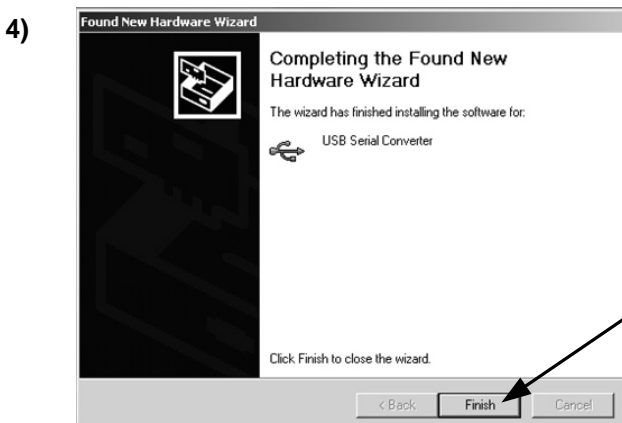 4)
Found New Hardware Wizard
Completing the Found New
Hardware Wizard
The wizard has finished installing the software for:
USB Serial Converter
Click Finish to close the wizard.
< Back Finish Cancel